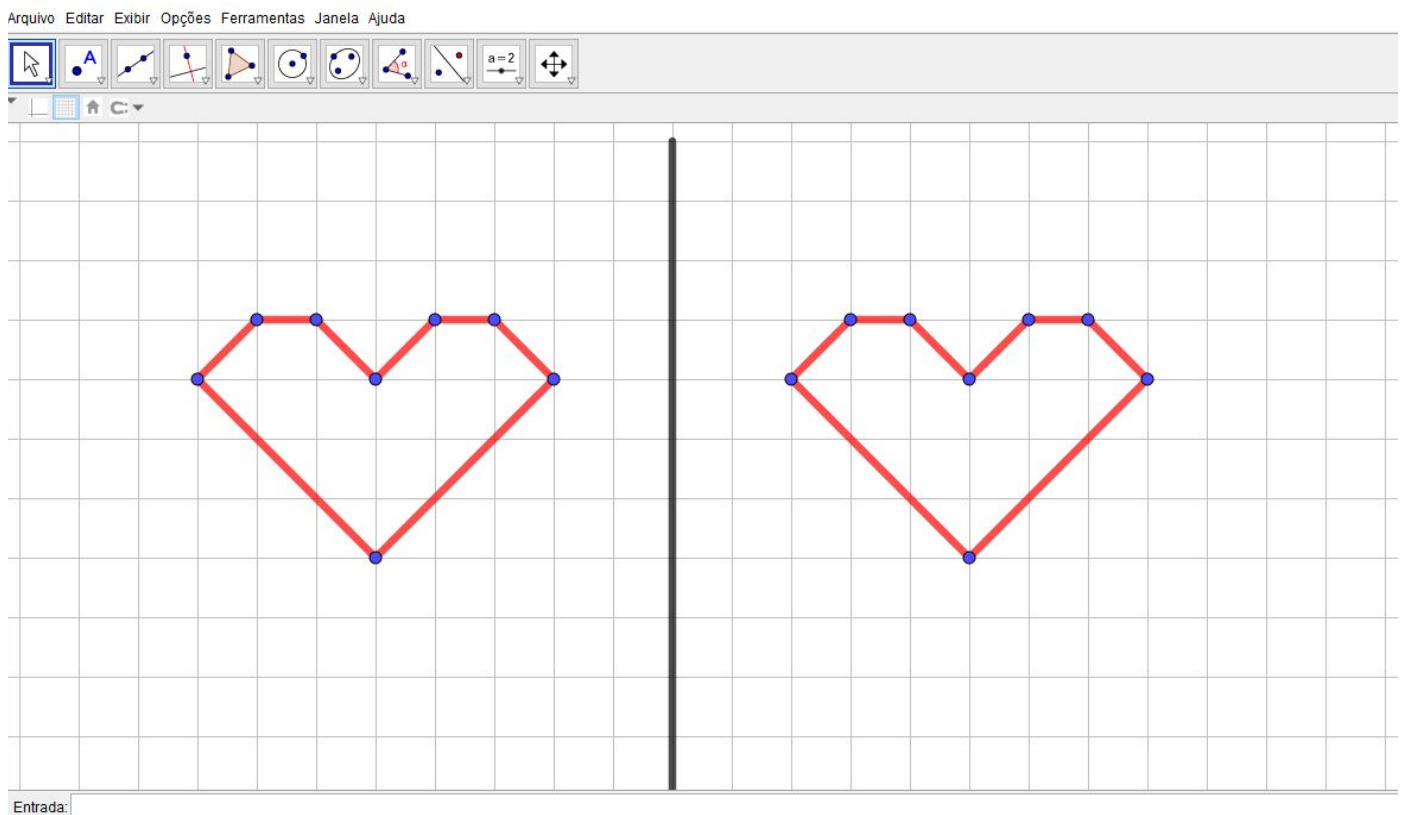 Arquivo Editar Exibir Opções Ferramentas Janela Ajuda
A
α
a=2
Entrada: